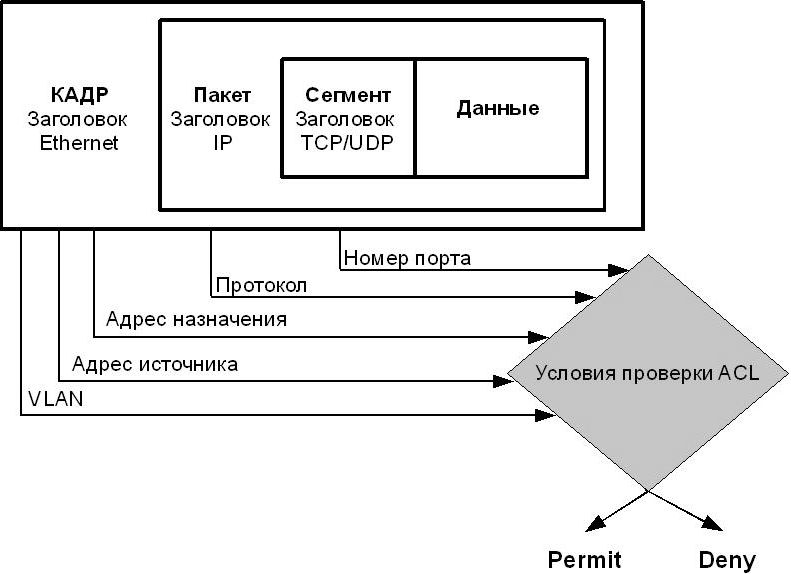 КАДР
Заголовок
Ethernet
Пакет
Заголовок
IP
Сегмент
Заголовок
TCP/UDP
Данные
Номер порта
Протокол
Адрес назначения
Адрес источника
VLAN
Условия проверки ACL
Permit
Deny